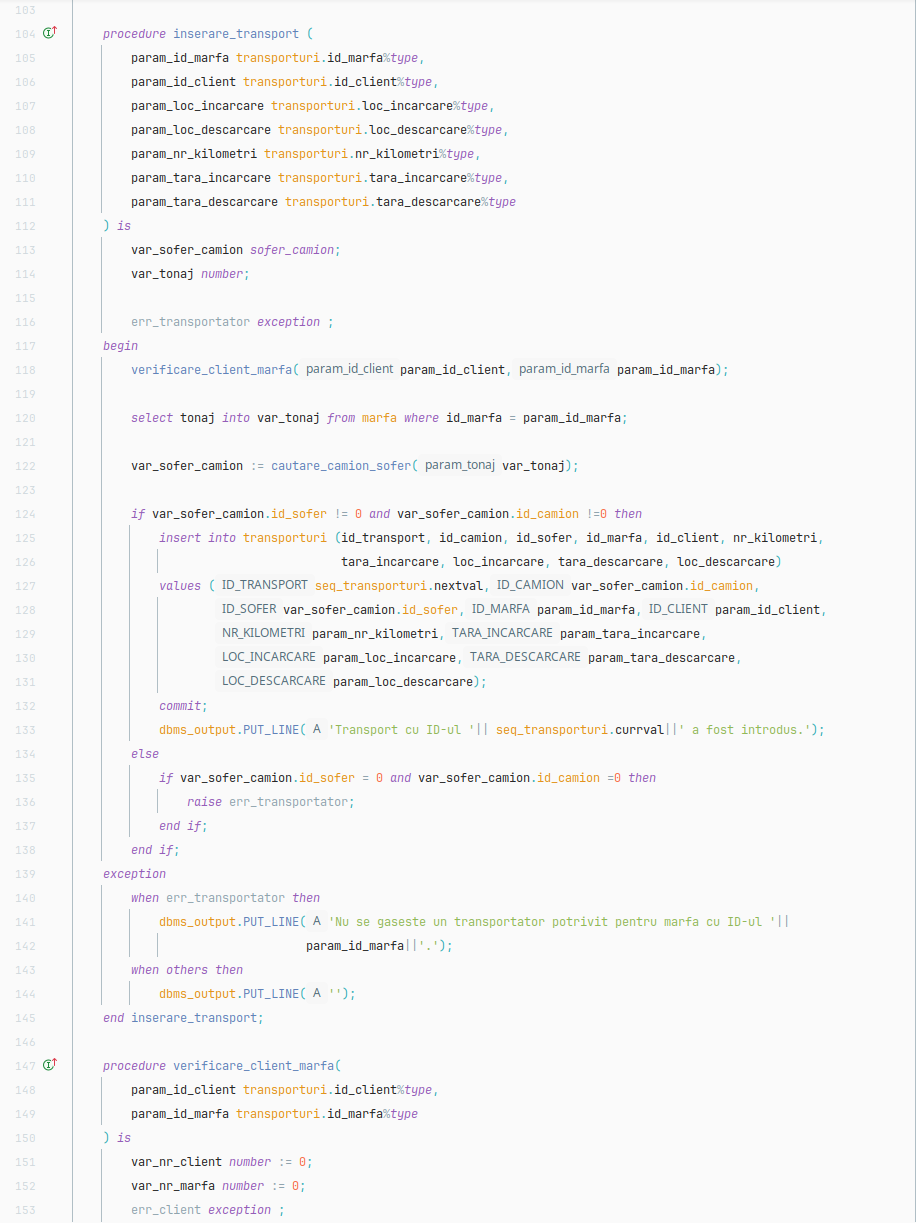 103
104 procedure inserare_transport (
105 param_id_marfa transporturi.id_marfa%type,
106 param_id_client transporturi.id_client%type,
107 param_loc_incarcare transporturi.loc_incarcare%type,
108 param_loc_descarcare transporturi.loc_descarcare%type,
109 param_nr_kilometri transporturi.nr_kilometri%type,
110 param_tara_incarcare transporturi.tara_incarcare%type,
111 param_tara_descarcare transporturi.tara_descarcare%type
112 ) is
113 var_sofer_camion sofer_camion;
114 var_tonaj number;
115
116 err_transportator exception ;
117 begin
118 verificare_client_marfa( param_id_client param_id_client, param_id_marfa param_id_marfa);
119
120 select tonaj into var_tonaj from marfa where id_marfa = param_id_marfa;
121
122 var_sofer_camion := cautare_camion_sofer( param_tonaj var_tonaj);
123
124 if var_sofer_camion.id_sofer != 0 and var_sofer_camion.id_camion !=0 then
125 insert into transporturi (id_transport, id_camion, id_sofer, id_marfa, id_client, nr_kilometri,
126 tara_incarcare, loc_incarcare, tara_descarcare, loc_descarcare)
127 values ( ID_TRANSPORT seq_transporturi.nextval, ID_CAMION var_sofer_camion.id_camion,
128 ID_SOFER var_sofer_camion.id_sofer, ID_MARFA param_id_marfa, ID_CLIENT param_id_client,
129 NR_KILOMETRI param_nr_kilometri, TARA_INCARCARE param_tara_incarcare,
130 LOC_INCARCARE param_loc_incarcare, TARA_DESCARCARE param_tara_descarcare,
131 LOC_DESCARCARE param_loc_descarcare);
132 commit;
133 dbms_output.PUT_LINE( A 'Transport cu ID-ul '|| seq_transporturi.currval||' a fost introdus.');
134 else
135 if var_sofer_camion.id_sofer = 0 and var_sofer_camion.id_camion =0 then
136 raise err_transportator;
137 end if;
138 end if;
139 exception
140 when err_transportator then
141 dbms_output.PUT_LINE( A 'Nu se gaseste un transportator potrivit pentru marfa cu ID-ul '||
142 param_id_marfa||'.');
143 when others then
144 dbms_output.PUT_LINE( A '');
145 end inserare_transport;
146
147 procedure verificare_client_marfa(
148 param_id_client transporturi.id_client%type,
149 param_id_marfa transporturi.id_marfa%type
150 ) is
151 var_nr_client number := 0;
152 var_nr_marfa number := 0;
153 err_client exception ;